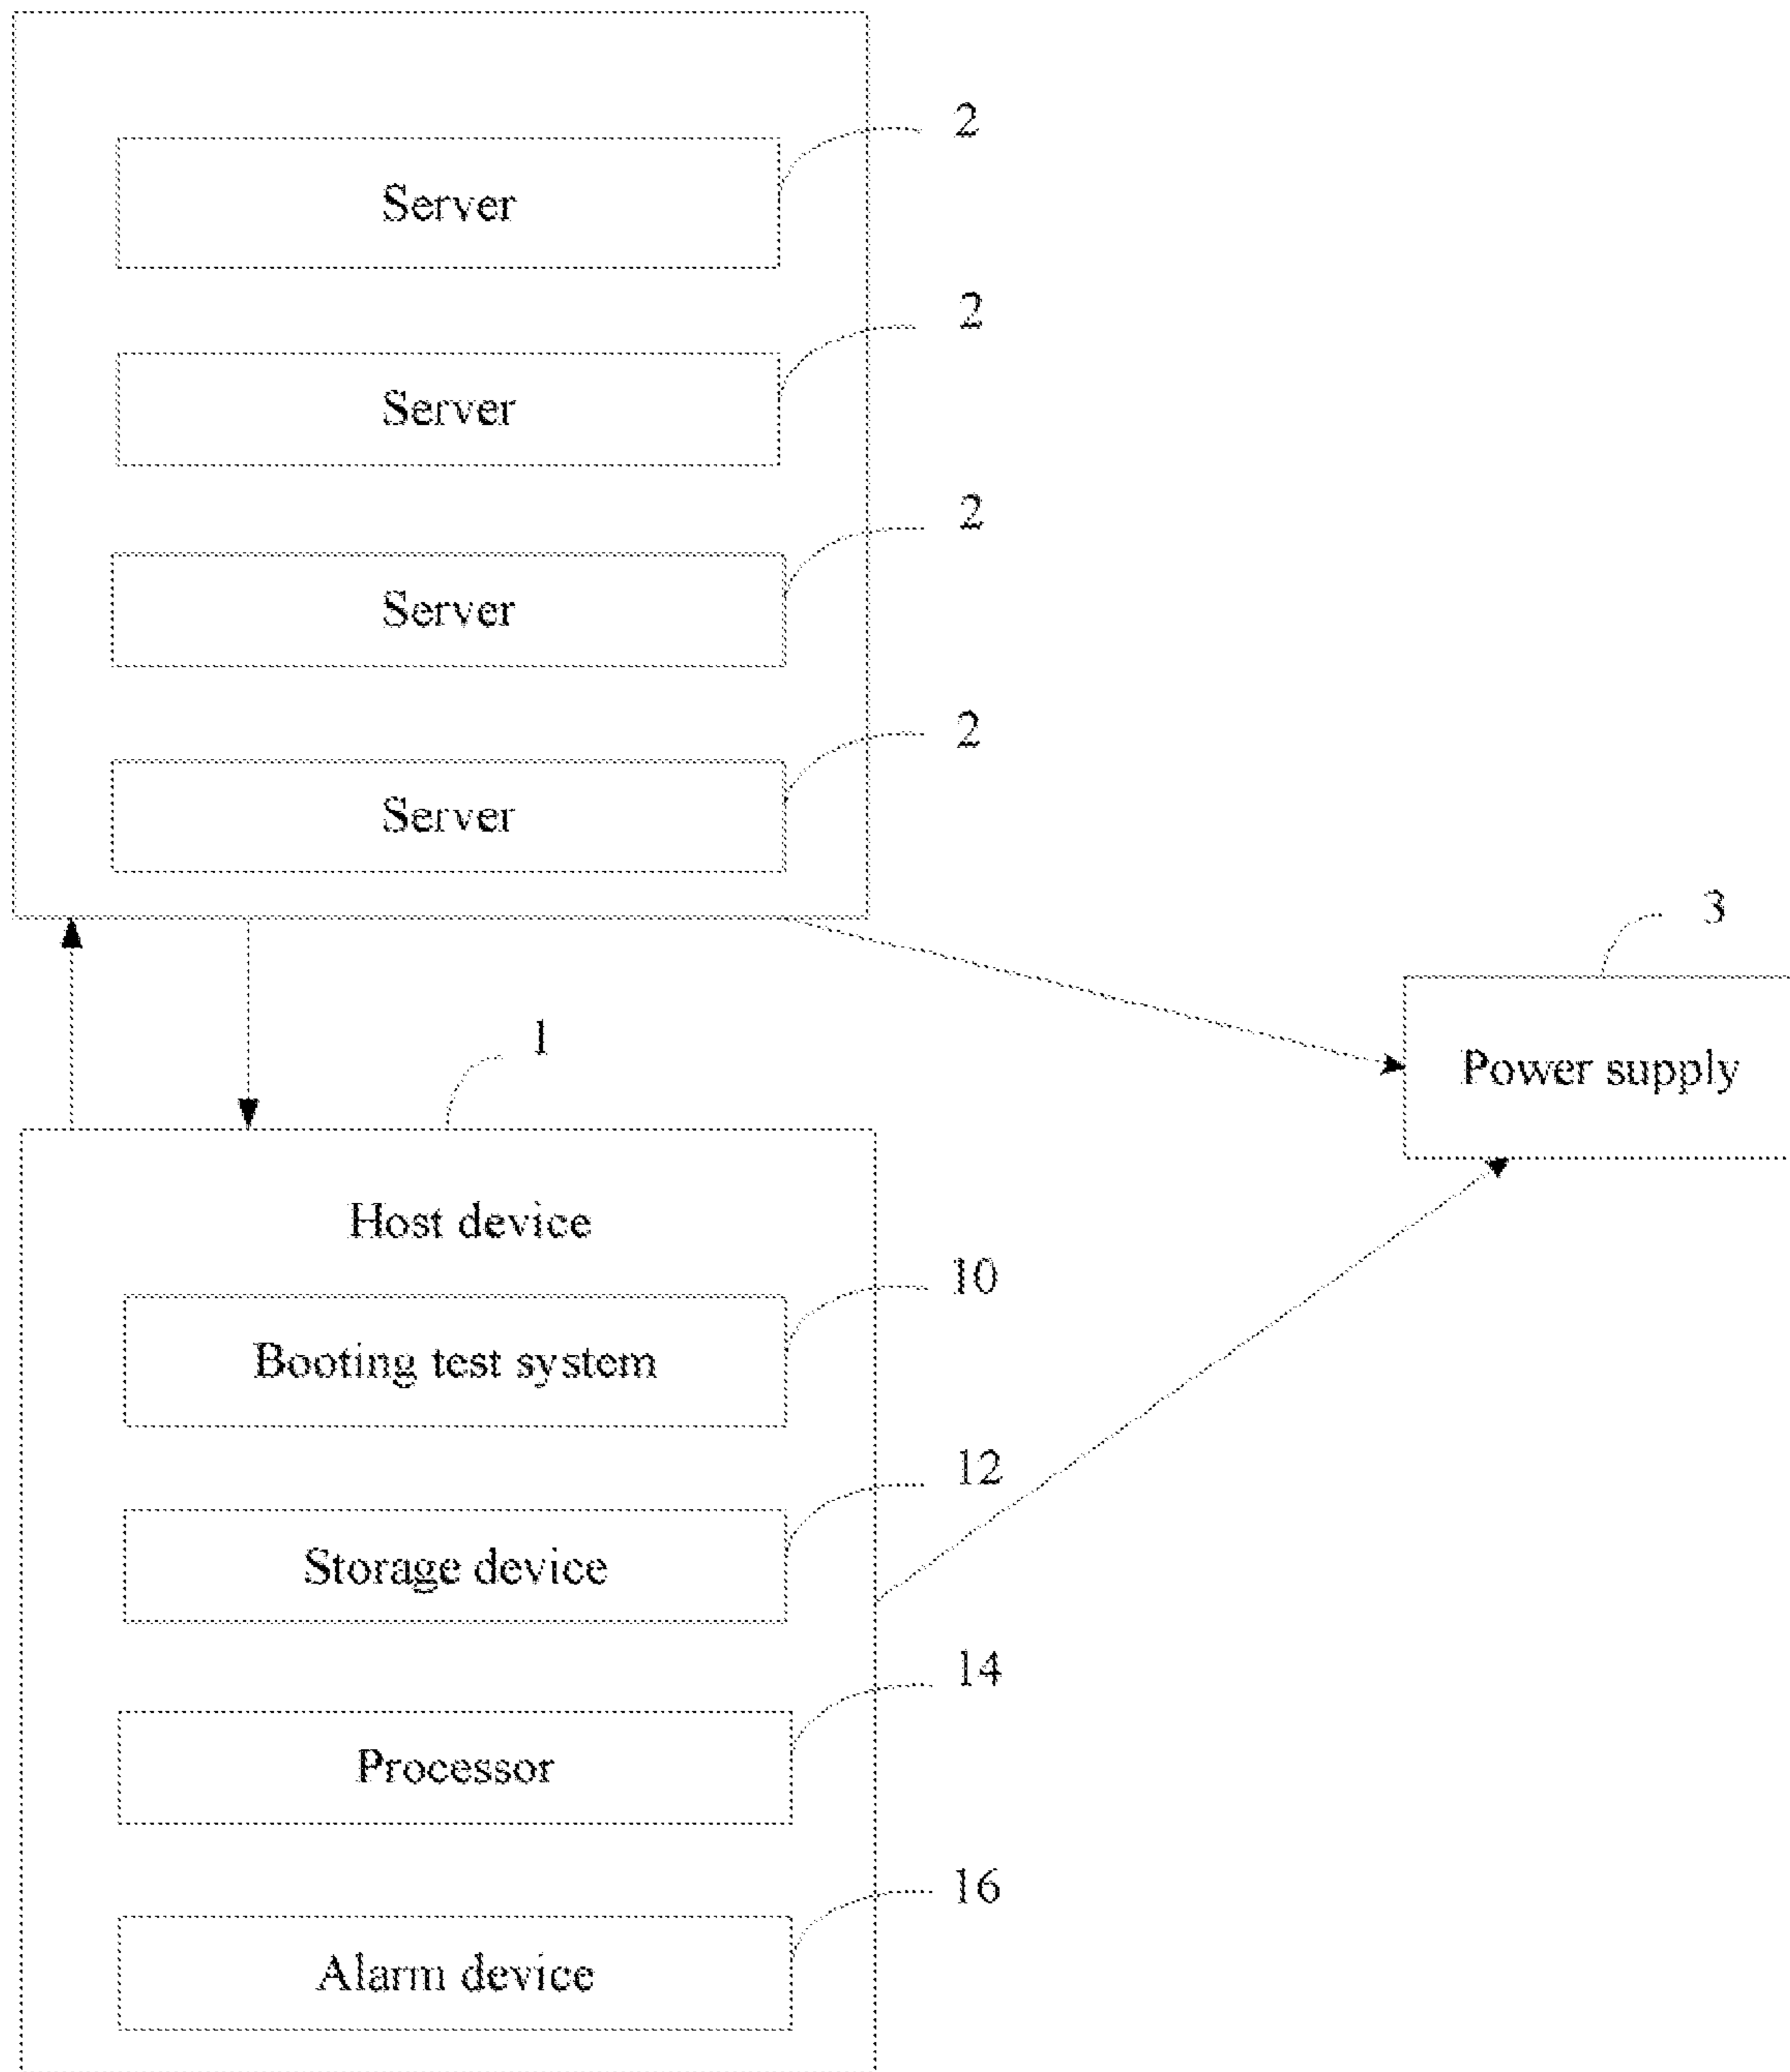 2
Server
2
Server
2
Server
2
Server
3
Power supply
1
Host device
10
Booting test system
12
Storage device
14
Processor
16
Alarm device